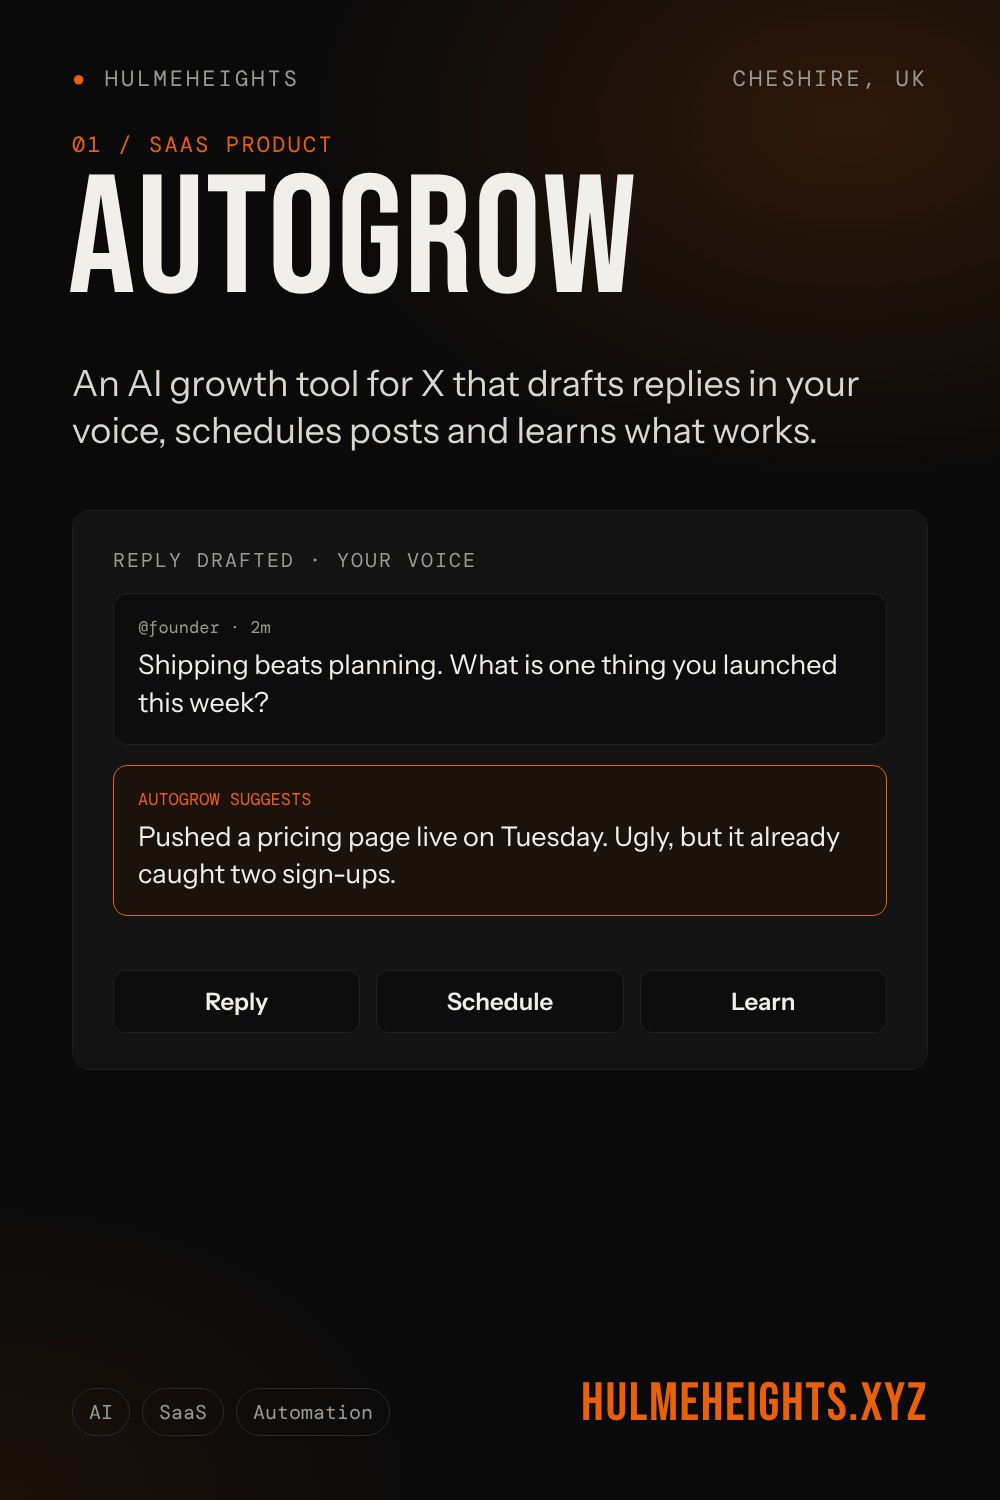 HULMEHEIGHTS
CHESHIRE, UK
01 / SAAS PRODUCT
AUTOGROW
An AI growth tool for X that drafts replies in your
voice, schedules posts and learns what works.
REPLY DRAFTED · YOUR VOICE
@founder · 2m
Shipping beats planning. What is one thing you launched
this week?
AUTOGROW SUGGESTS
Pushed a pricing page live on Tuesday. Ugly, but it already
caught two sign-ups.
Reply
Schedule
Learn
AI
SaaS
Automation
HULMEHEIGHTS.XYZ